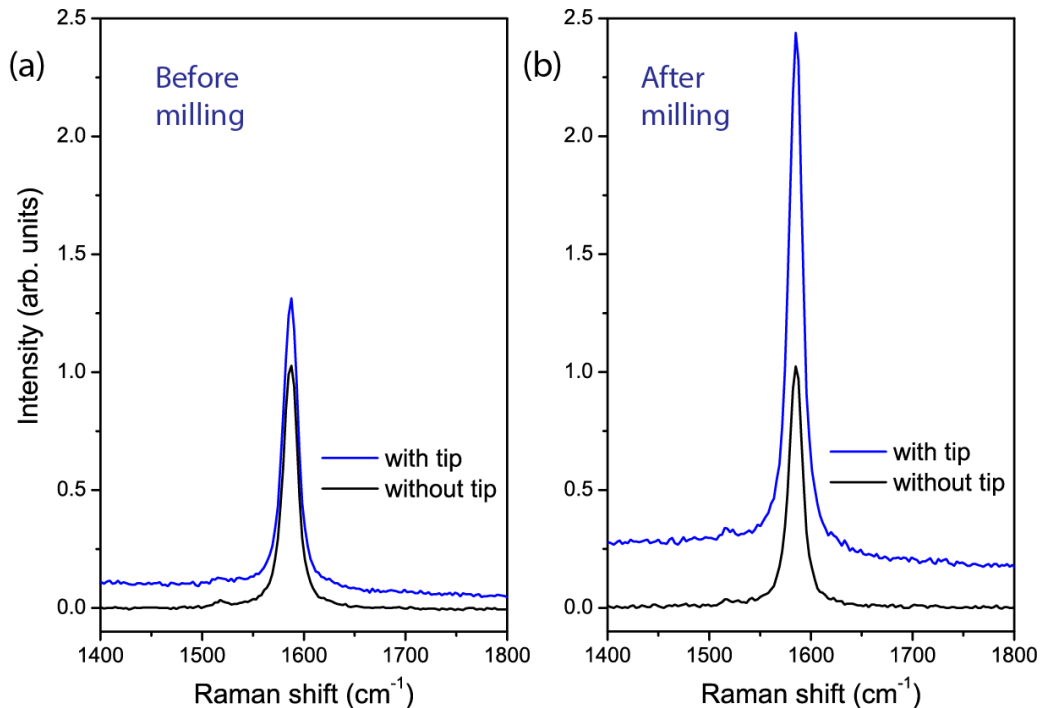 (a)
Before
milling
2.5
2.0
1.5
1.0
0.5
0.0
Intensity (arb. units)
with tip
without tip
1400
1500
1600
1700
1800
Raman shift (cm⁻¹)
(b)
After
milling
2.5
2.0
1.5
1.0
0.5
0.0
with tip
without tip
1400
1500
1600
1700
1800
Raman shift (cm⁻¹)